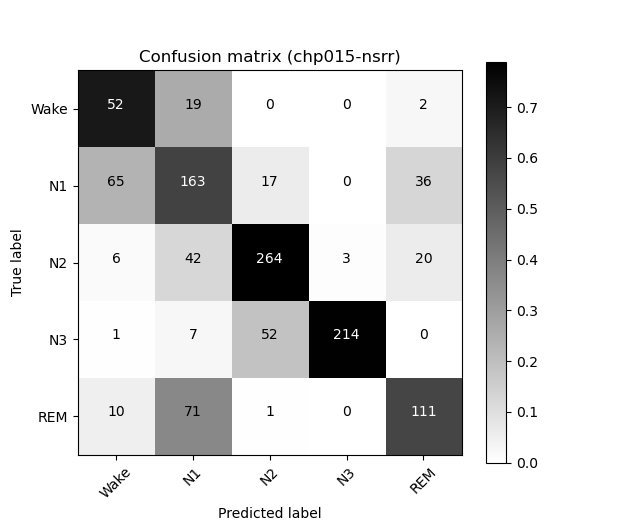 Confusion matrix (chp015-nsrr)
True label
Wake 52 19 0 0 2
N1 65 163 17 0 36
N2 6 42 264 3 20
N3 1 7 52 214 0
REM 10 71 1 0 111
Wake N1 N2 N3 REM
Predicted label
0.7
0.6
0.5
0.4
0.3
0.2
0.1
0.0